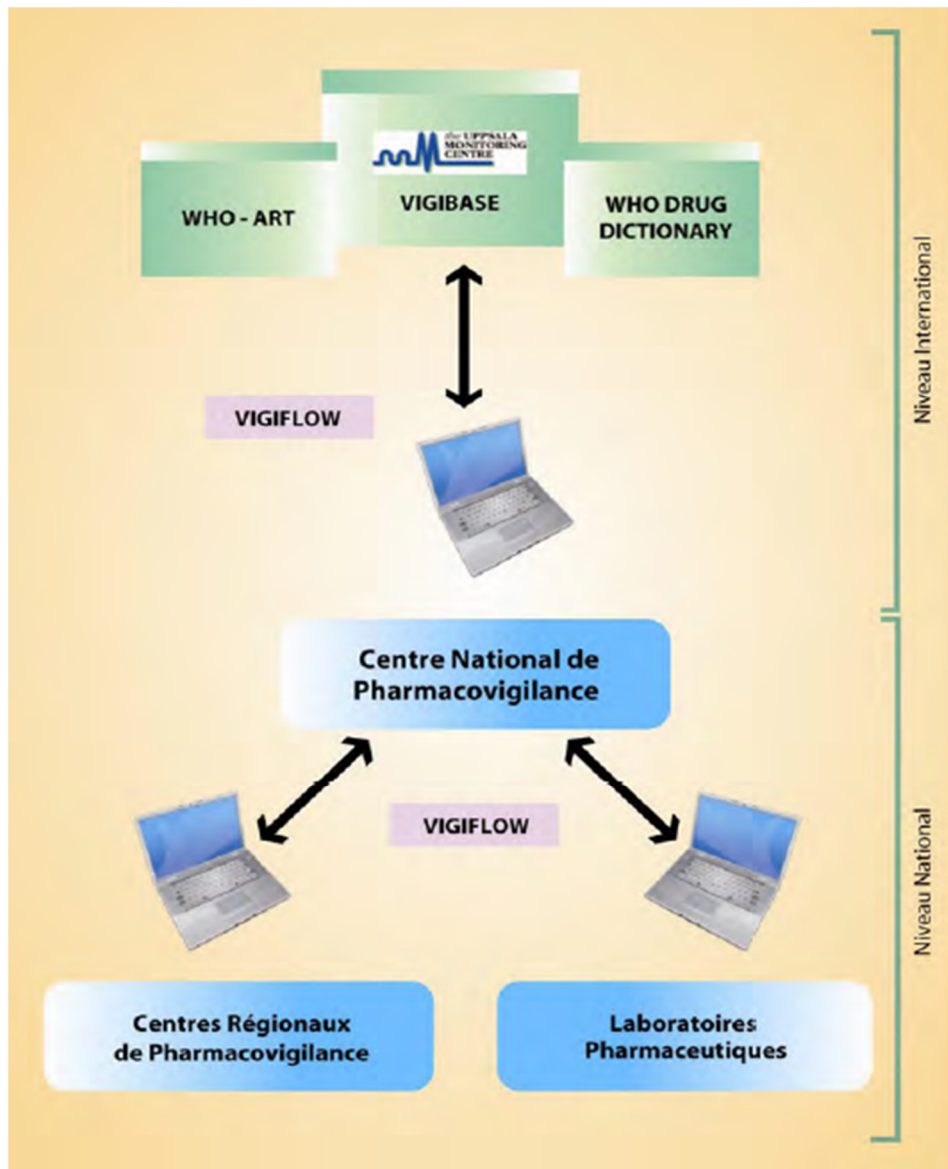 the UPPSALA
MONITORING
CENTRE
VIGIBASE
WHO - ART
WHO DRUG
DICTIONARY
VIGIFLOW
Niveau International
Centre National de
Pharmacovigilance
VIGIFLOW
Niveau National
Centres Régionaux
de Pharmacovigilance
Laboratoires
Pharmaceutiques